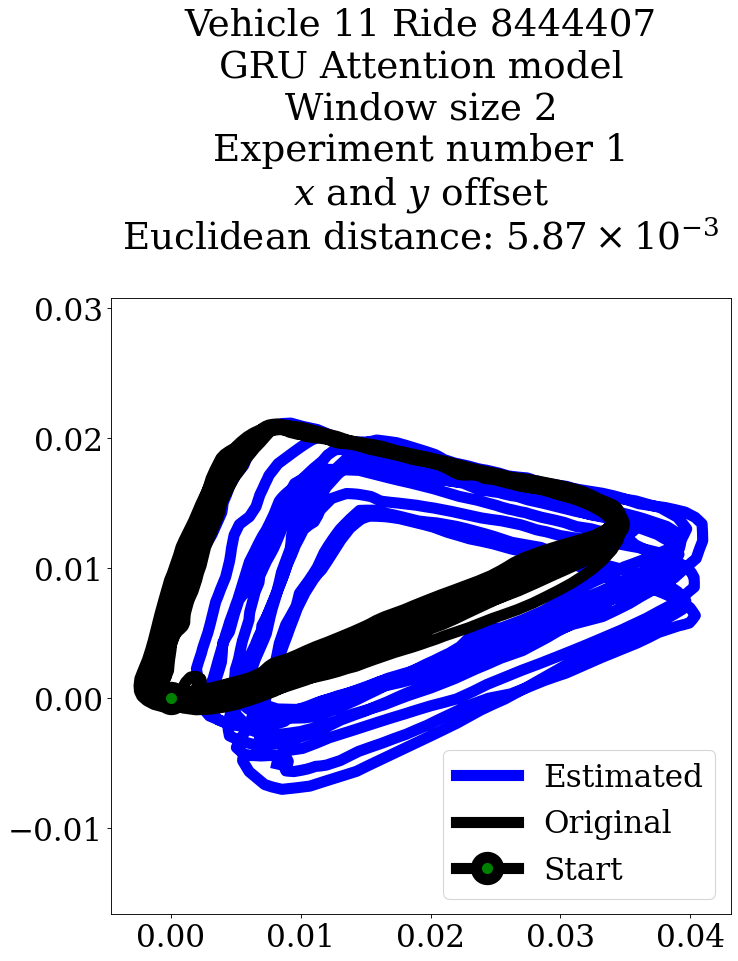 Vehicle 11 Ride 8444407
GRU Attention model
Window size 2
Experiment number 1
x and y offset
Euclidean distance: 5.87 × 10⁻³
0.03
0.02
0.01
0.00
−0.01
Estimated
Original
Start
0.00 0.01 0.02 0.03 0.04